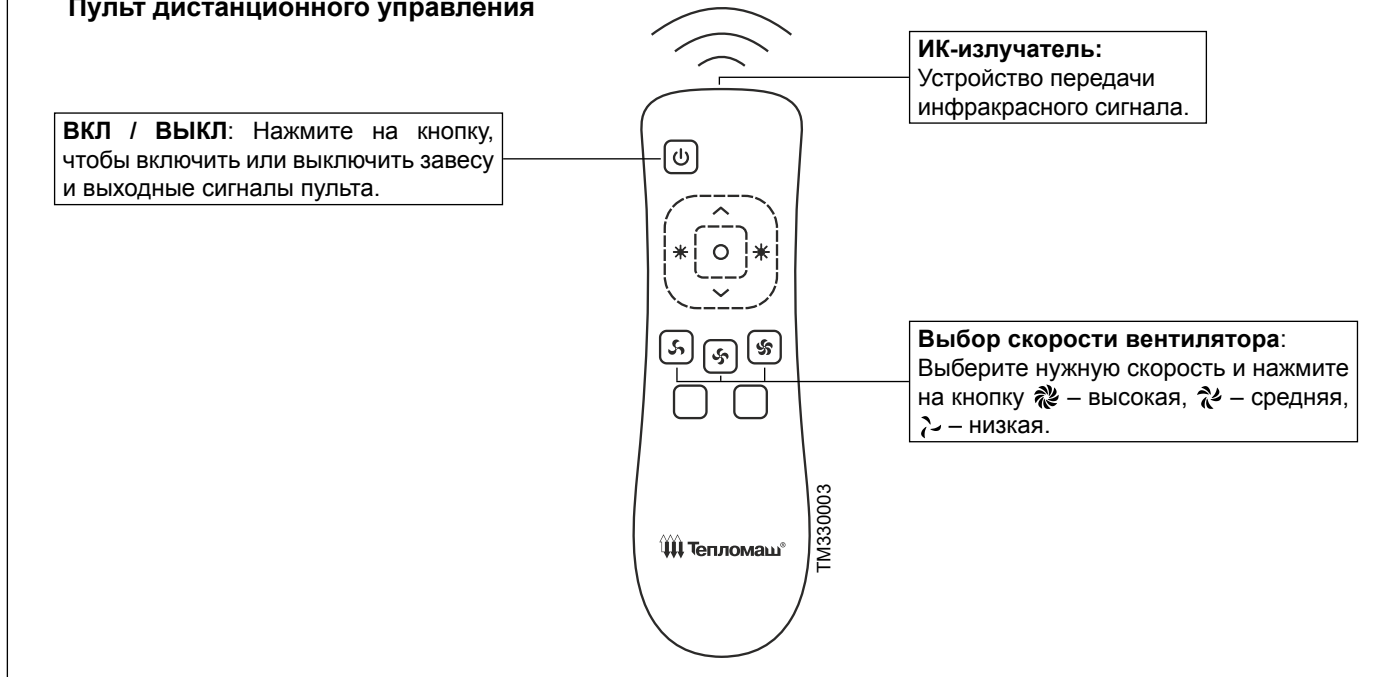 Пульт дистанционного управления
ИК-излучатель:
Устройство передачи
инфракрасного сигнала.
ВКЛ / ВЫКЛ: Нажмите на кнопку,
чтобы включить или выключить завесу
и выходные сигналы пульта.
Выбор скорости вентилятора:
Выберите нужную скорость и нажмите
на кнопку – высокая, – средняя,
– низкая.
TM330003
Тепломаш®